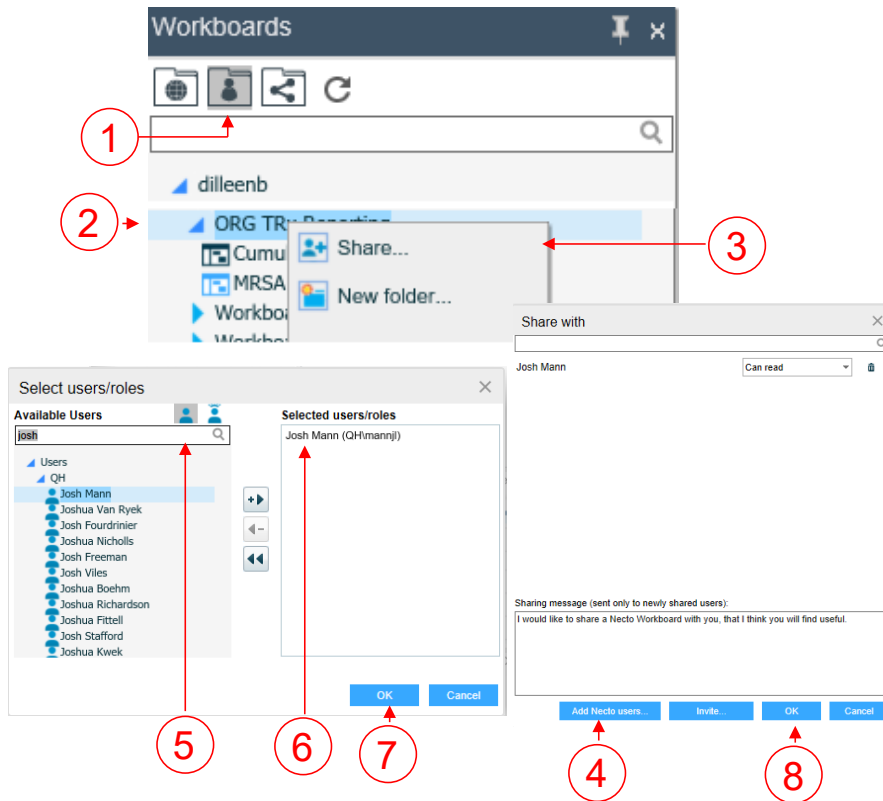 Workboards
1
dilleenb
2
ORG TRx Reporting
Share...
3
Cumul
MRSA
New folder...
Workboa
Share with
Josh Mann
Can read
Select users/roles
Available Users
Selected users/roles
josh
Josh Mann (QH\mannjl)
Users
QH
Josh Mann
Joshua Van Ryek
Josh Fourdrinier
Joshua Nicholls
Josh Freeman
Josh Viles
Joshua Boehm
Joshua Richardson
Joshua Fittell
Josh Stafford
Joshua Kwek
Sharing message (sent only to newly shared users):
I would like to share a Necto Workboard with you, that I think you will find useful.
OK
Cancel
Add Necto users...
Invite...
OK
Cancel
5
6
7
4
8